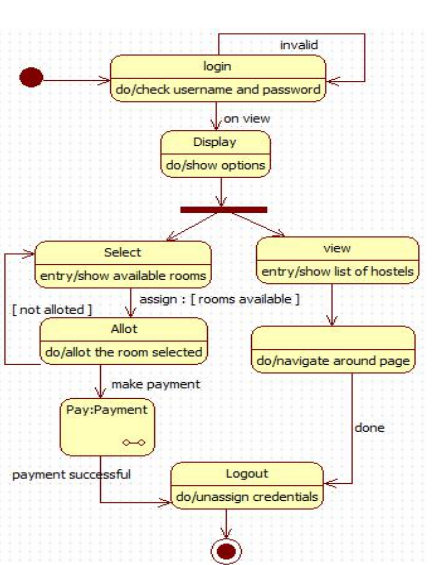 invalid
login
do/check username and password
on view
Display
do/show options
Select
entry/show available rooms
view
entry/show list of hostels
assign : [ rooms available ]
[ not alloted ]
Allot
do/allot the room selected
do/navigate around page
make payment
Pay:Payment
done
payment successful
Logout
do/unassign credentials